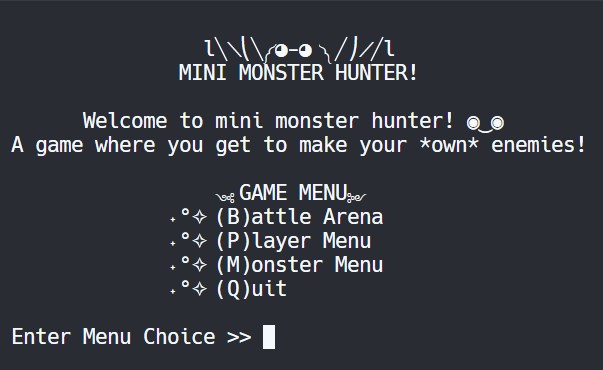 l\\⎝\╭◕-◕╮/⎠//l
MINI MONSTER HUNTER!
Welcome to mini monster hunter! ◉‿◉
A game where you get to make your *own* enemies!
GAME MENU
˖°✧ (B)attle Arena
˖°✧ (P)layer Menu
˖°✧ (M)onster Menu
˖°✧ (Q)uit
Enter Menu Choice >>